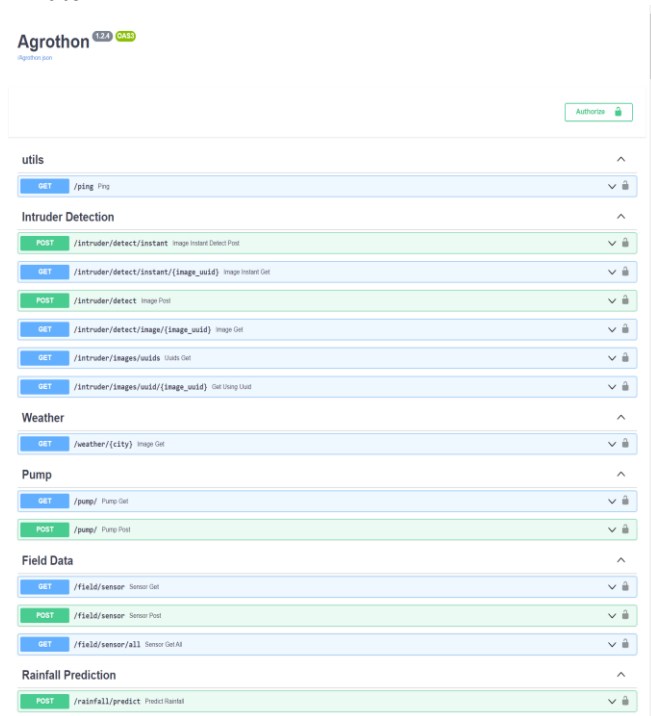 Agrothon 1.2.4 OAS3
/Agrothon.json
Authorize
utils
GET /ping Ping
Intruder Detection
POST /intruder/detect/instant Image Instant Detect Post
GET /intruder/detect/instant/{image_uuid} Image Instant Get
POST /intruder/detect Image Post
GET /intruder/detect/image/{image_uuid} Image Get
GET /intruder/images/uuids Uuids Get
GET /intruder/images/uuid/{image_uuid} Get Using Uuid
Weather
GET /weather/{city} Image Get
Pump
GET /pump/ Pump Get
POST /pump/ Pump Post
Field Data
GET /field/sensor Sensor Get
POST /field/sensor Sensor Post
GET /field/sensor/all Sensor Get All
Rainfall Prediction
POST /rainfall/predict Predict Rainfall